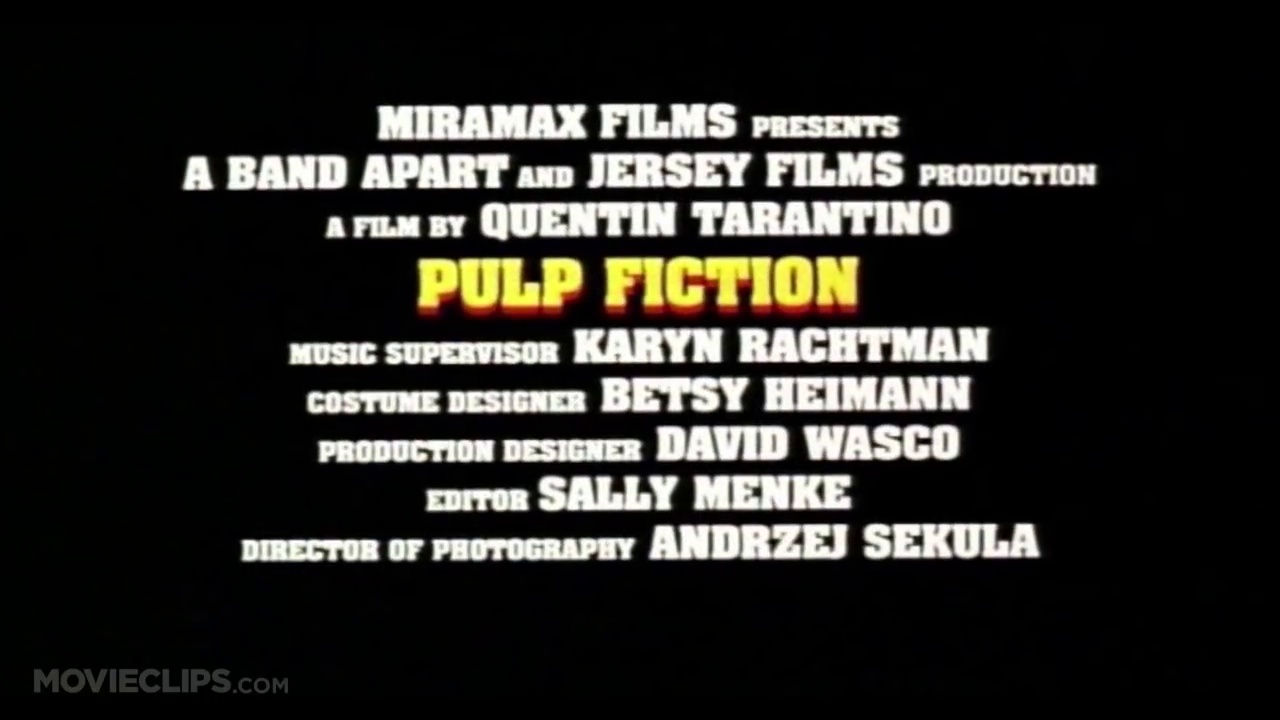 MIRAMAX FILMS PRESENTS
A BAND APART AND JERSEY FILMS PRODUCTION
A FILM BY QUENTIN TARANTINO
PULP FICTION
MUSIC SUPERVISOR KARYN RACHTMAN
COSTUME DESIGNER BETSY HEIMANN
PRODUCTION DESIGNER DAVID WASCO
EDITOR SALLY MENKE
DIRECTOR OF PHOTOGRAPHY ANDRZEJ SEKULA
MOVIECLIPS.COM